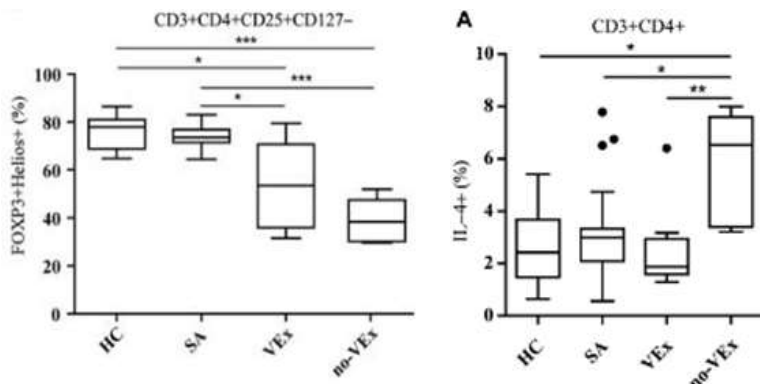 CD3+CD4+CD25+CD127–
***
*
***
*
FOXP3+Helios+ (%)
100
80
60
40
20
0
HC
SA
VEx
no-VEx
A
CD3+CD4+
*
*
**
IL-4+ (%)
10
8
6
4
2
0
HC
SA
VEx
no-VEx